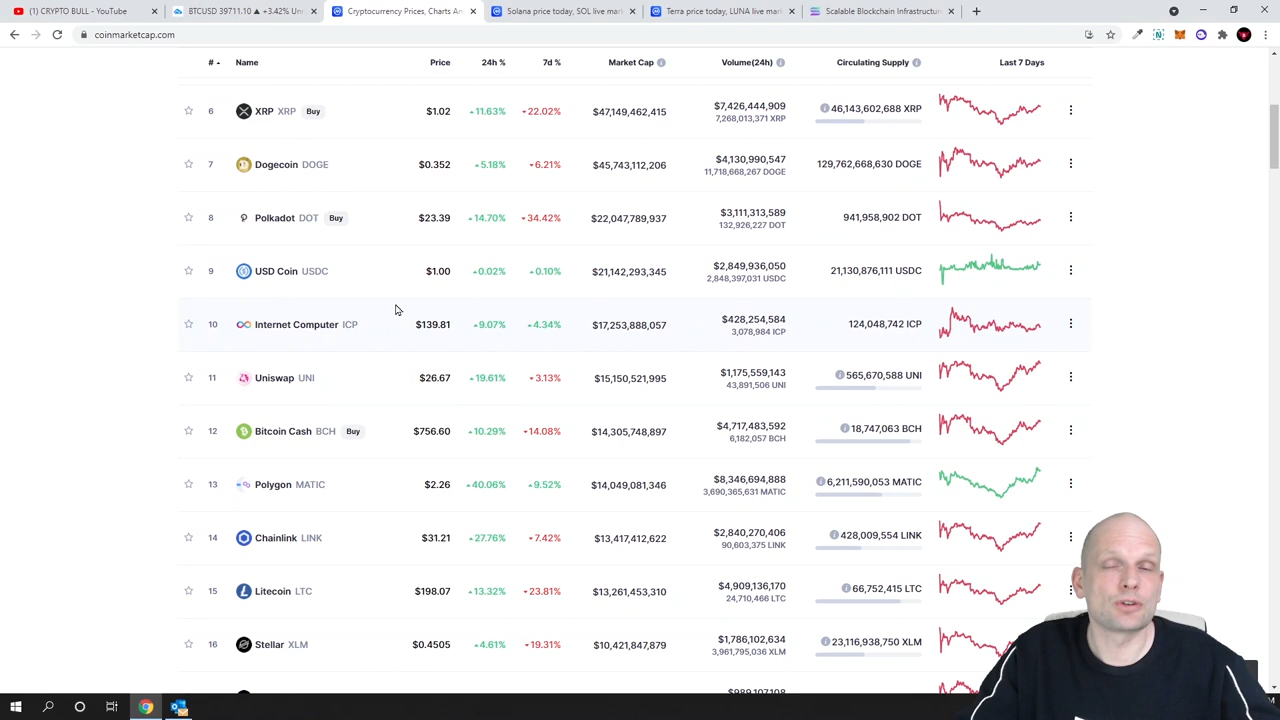 (1) CRYPTO BULL - YouTube
BTCUSD 39711.10 ▲ +3.42% Un
Cryptocurrency Prices, Charts An
Solana price today, SOL live mar
Terra price today, LUNA live mar
Scalable Blockchain Infrastructur
coinmarketcap.com
# Name Price 24h % 7d % Market Cap Volume(24h) Circulating Supply Last 7 Days
6 XRP XRP Buy $1.02 11.63% 22.02% $47,149,462,415 $7,426,444,909 46,143,602,688 XRP
7,268,013,371 XRP
7 Dogecoin DOGE $0.352 5.18% 6.21% $45,743,112,206 $4,130,990,547 129,762,668,630 DOGE
11,718,668,267 DOGE
8 Polkadot DOT Buy $23.39 14.70% 34.42% $22,047,789,937 $3,111,313,589 941,958,902 DOT
132,926,227 DOT
9 USD Coin USDC $1.00 0.02% 0.10% $21,142,293,345 $2,849,936,050 21,130,876,111 USDC
2,848,397,031 USDC
10 Internet Computer ICP $139.81 9.07% 4.34% $17,253,888,057 $428,254,584 124,048,742 ICP
3,078,984 ICP
11 Uniswap UNI $26.67 19.61% 3.13% $15,150,521,995 $1,175,559,143 565,670,588 UNI
43,891,506 UNI
12 Bitcoin Cash BCH Buy $756.60 10.29% 14.08% $14,305,748,897 $4,717,483,592 18,747,063 BCH
6,182,057 BCH
13 Polygon MATIC $2.26 40.06% 9.52% $14,049,081,346 $8,346,694,888 6,211,590,053 MATIC
3,690,365,631 MATIC
14 Chainlink LINK $31.21 27.76% 7.42% $13,417,412,622 $2,840,270,406 428,009,554 LINK
90,603,375 LINK
15 Litecoin LTC $198.07 13.32% 23.81% $13,261,453,310 $4,909,136,170 66,752,415 LTC
24,710,466 LTC
16 Stellar XLM $0.4505 4.61% 19.31% $10,421,847,879 $1,786,102,634 23,116,938,750 XLM
3,961,795,036 XLM